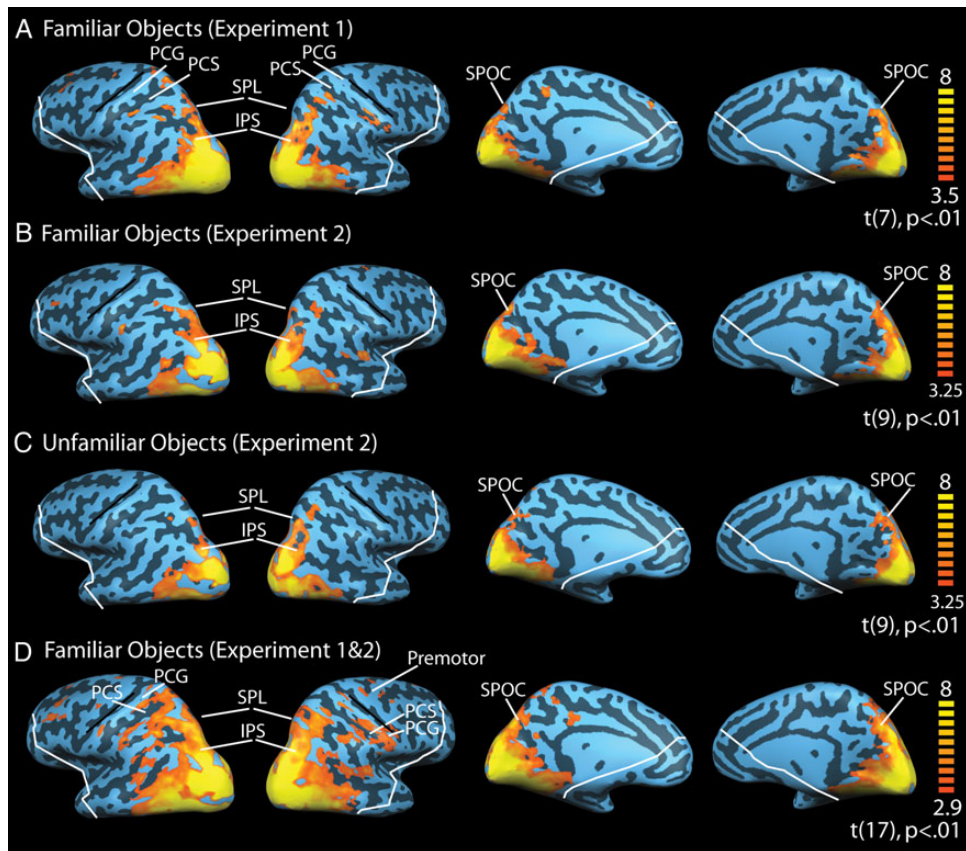 A Familiar Objects (Experiment 1)
PCG
PCS
SPL
IPS
PCG
PCS
SPOC
SPOC
8
3.5
t(7), p<.01
B Familiar Objects (Experiment 2)
SPL
IPS
SPOC
SPOC
8
3.25
t(9), p<.01
C Unfamiliar Objects (Experiment 2)
SPL
IPS
SPOC
SPOC
8
3.25
t(9), p<.01
D Familiar Objects (Experiment 1&2)
PCG
PCS
SPL
IPS
Premotor
PCS
PCG
SPOC
SPOC
8
2.9
t(17), p<.01